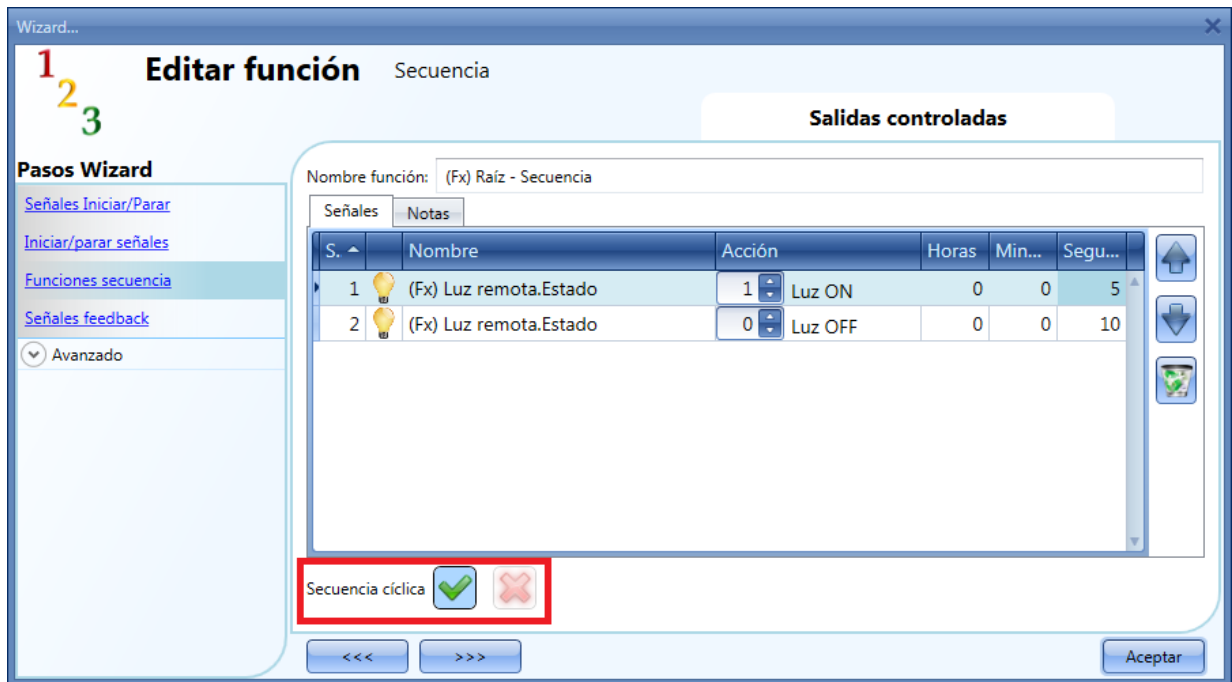 Wizard...
1 2 3
Editar función Secuencia
Salidas controladas
Pasos Wizard
Señales Iniciar/Parar
Iniciar/parar señales
Funciones secuencia
Señales feedback
Avanzado
Nombre función: (Fx) Raíz - Secuencia
Señales Notas
S. Nombre Acción Horas Min... Segu...
1 (Fx) Luz remota.Estado 1 Luz ON 0 0 5
2 (Fx) Luz remota.Estado 0 Luz OFF 0 0 10
Secuencia cíclica
<<< >>> Aceptar